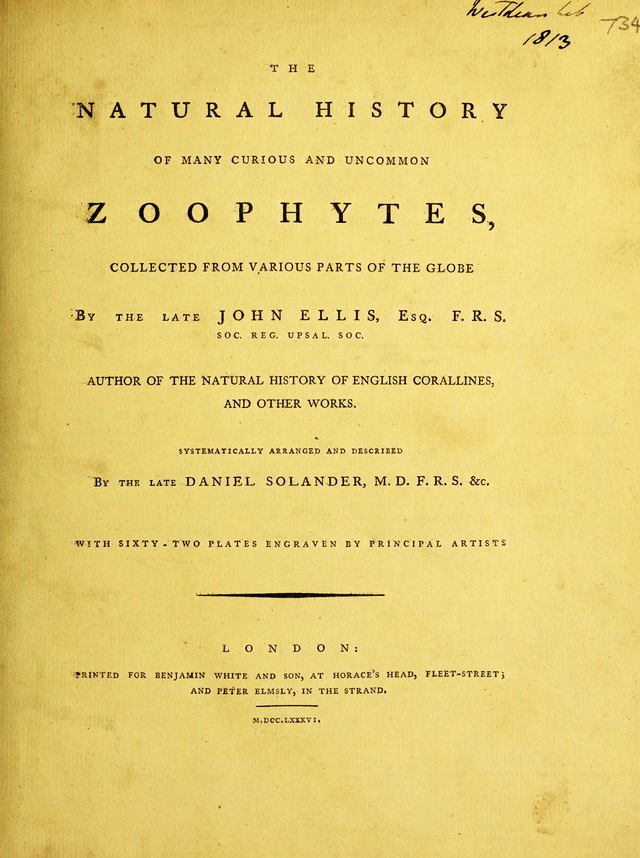 Westdean Lib
734
1813
THE
NATURAL HISTORY
OF MANY CURIOUS AND UNCOMMON
ZOOPHYTES,
COLLECTED FROM VARIOUS PARTS OF THE GLOBE
By the late JOHN ELLIS, Esq. F. R. S.
SOC. REG. UPSAL. SOC.
AUTHOR OF THE NATURAL HISTORY OF ENGLISH CORALLINES,
AND OTHER WORKS.
SYSTEMATICALLY ARRANGED AND DESCRIBED
By the late DANIEL SOLANDER, M. D. F. R. S. &c.
WITH SIXTY-TWO PLATES ENGRAVEN BY PRINCIPAL ARTISTS
LONDON:
PRINTED FOR BENJAMIN WHITE AND SON, AT HORACE'S HEAD, FLEET-STREET;
AND PETER ELMSLY, IN THE STRAND.
M.DCC.LXXXVI.